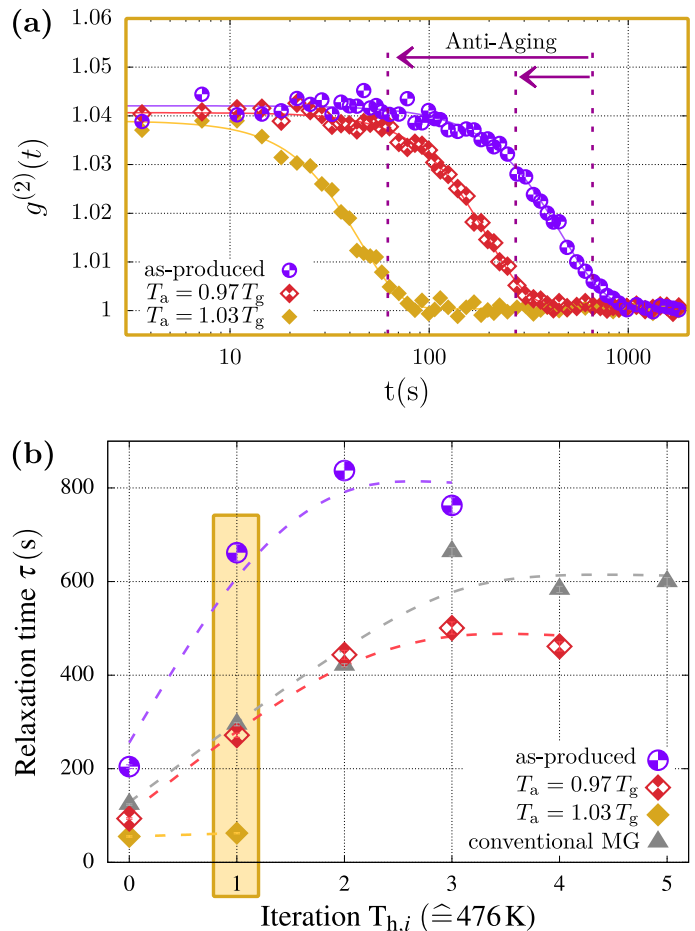 (a)
1.06
1.05
1.04
1.03
1.02
1.01
1
g(2)(t)
Anti-Aging
as-produced
Ta = 0.97 Tg
Ta = 1.03 Tg
10 100 1000
t(s)
(b)
800
600
400
200
0
Relaxation time τ (s)
as-produced
Ta = 0.97 Tg
Ta = 1.03 Tg
conventional MG
0 1 2 3 4 5
Iteration Th,i (≙476 K)